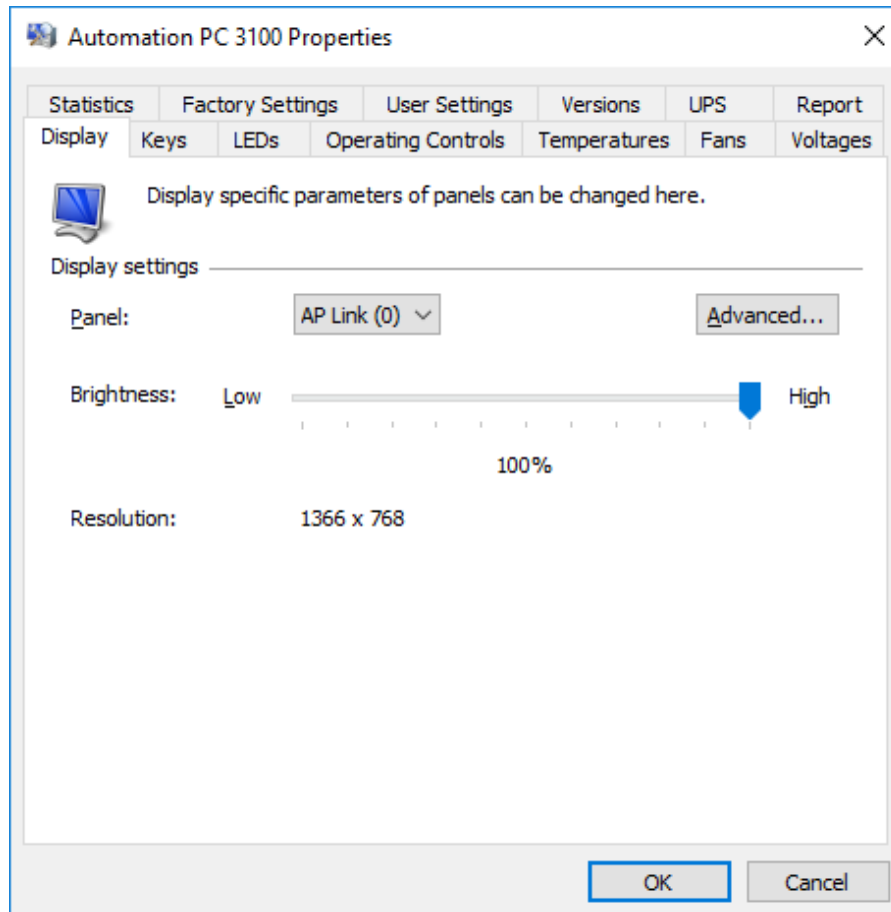 Automation PC 3100 Properties
Statistics Factory Settings User Settings Versions UPS Report
Display Keys LEDs Operating Controls Temperatures Fans Voltages
Display specific parameters of panels can be changed here.
Display settings
Panel: AP Link (0) Advanced...
Brightness: Low High
100%
Resolution: 1366 x 768
OK Cancel